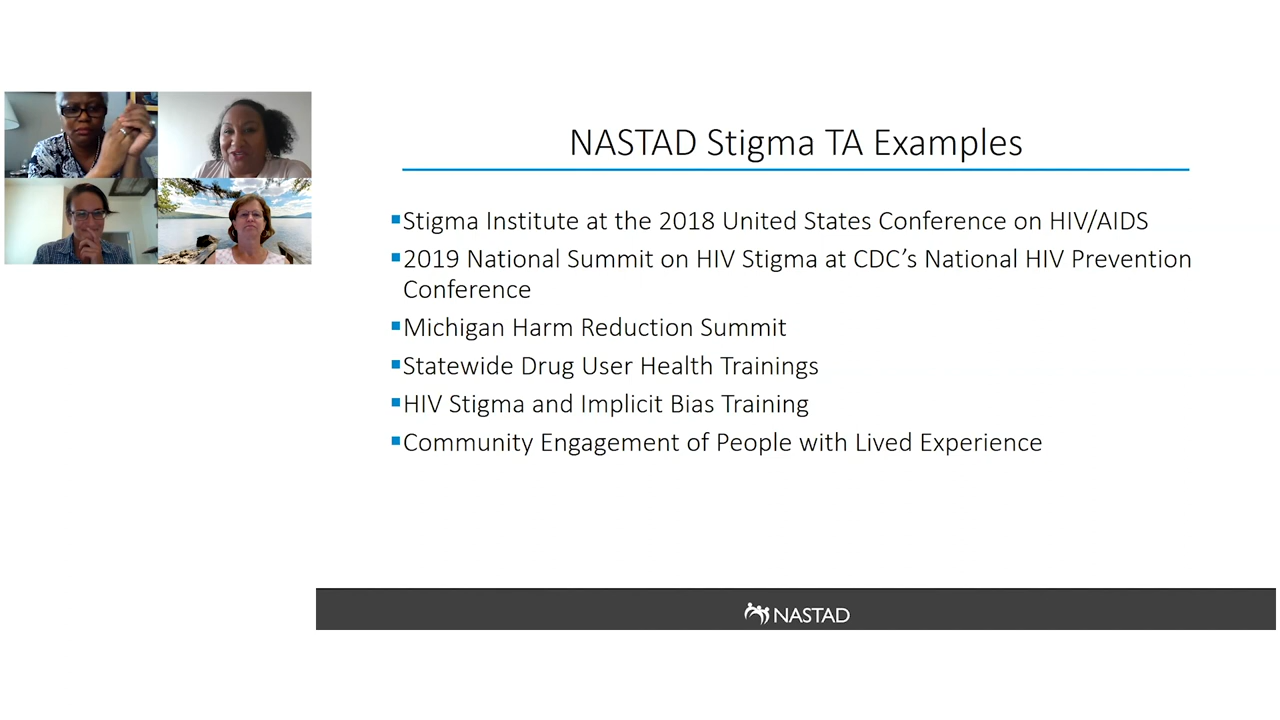 NASTAD Stigma TA Examples
▪Stigma Institute at the 2018 United States Conference on HIV/AIDS
▪2019 National Summit on HIV Stigma at CDC’s National HIV Prevention
Conference
▪Michigan Harm Reduction Summit
▪Statewide Drug User Health Trainings
▪HIV Stigma and Implicit Bias Training
▪Community Engagement of People with Lived Experience
NASTAD